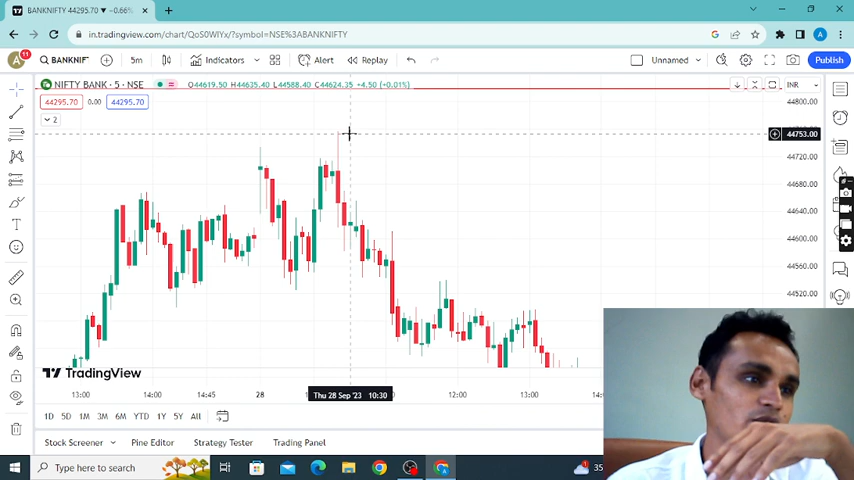 BANKNIFTY 44295.70 ▼ −0.66%
in.tradingview.com/chart/QoS0WIYx/?symbol=NSE%3ABANKNIFTY
A
A
11
BANKNIF
5m
Indicators
Alert
Replay
Unnamed
Publish
NIFTY BANK · 5 · NSE
O44619.50 H44635.40 L44588.40 C44624.35 +4.50 (+0.01%)
INR
44295.70 0.00 44295.70
2
44800.00
44753.00
44720.00
44680.00
44640.00
44600.00
44560.00
44520.00
TradingView
13:00 14:00 14:45 28 Thu 28 Sep '23 10:30 12:00 13:00
1D 5D 1M 3M 6M YTD 1Y 5Y All
Stock Screener Pine Editor Strategy Tester Trading Panel
Type here to search
35